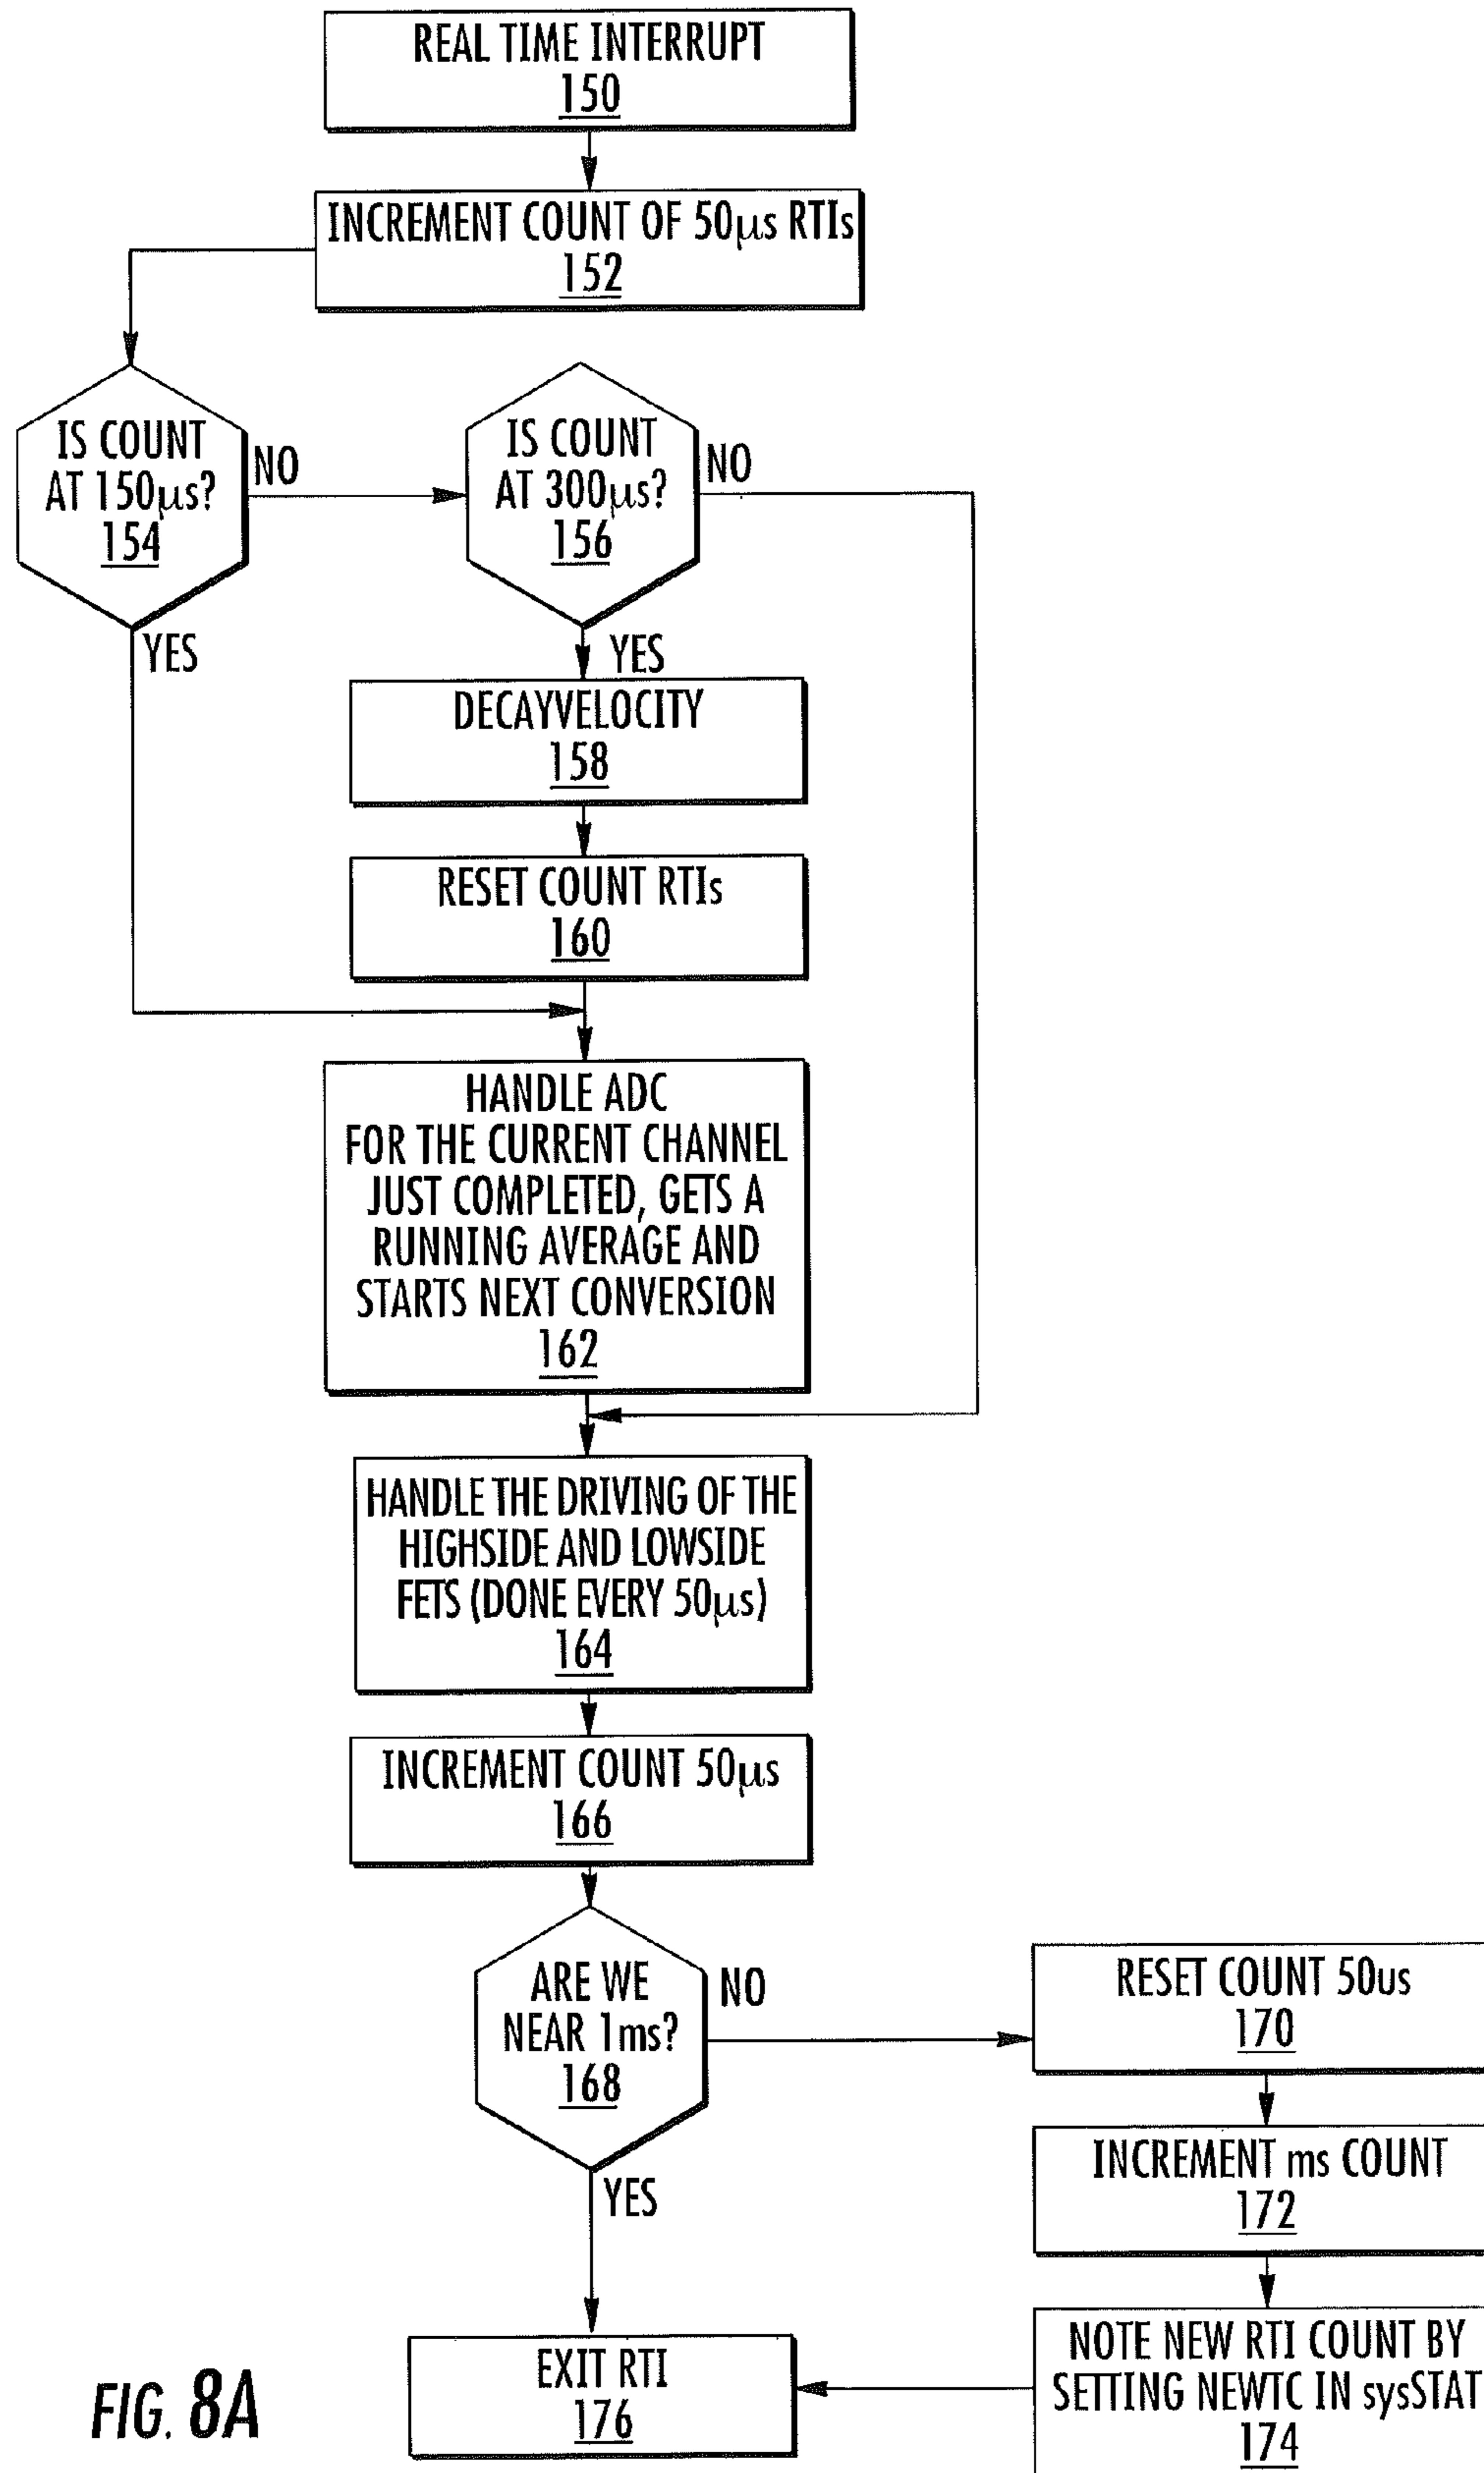 REAL TIME INTERRUPT
150
INCREMENT COUNT OF 50µs RTIs
152
IS COUNT
AT 150µs?
154
NO
YES
IS COUNT
AT 300µs?
156
NO
YES
DECAYVELOCITY
158
RESET COUNT RTIs
160
HANDLE ADC
FOR THE CURRENT CHANNEL
JUST COMPLETED, GETS A
RUNNING AVERAGE AND
STARTS NEXT CONVERSION
162
HANDLE THE DRIVING OF THE
HIGHSIDE AND LOWSIDE
FETS (DONE EVERY 50µs)
164
INCREMENT COUNT 50µs
166
ARE WE
NEAR 1ms?
168
NO
YES
RESET COUNT 50us
170
INCREMENT ms COUNT
172
NOTE NEW RTI COUNT BY
SETTING NEWTC IN sysSTAT
174
EXIT RTI
176
FIG. 8A